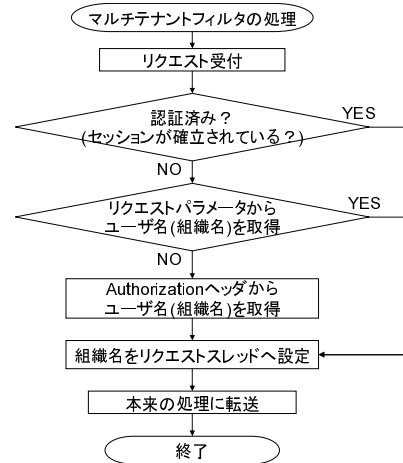 マルチテナントフィルタの処理
リクエスト受付
認証済み？
(セッションが確立されている？)
YES
NO
リクエストパラメータから
ユーザ名(組織名)を取得
YES
NO
Authorizationヘッダから
ユーザ名(組織名)を取得
組織名をリクエストスレッドへ設定
本来の処理に転送
終了